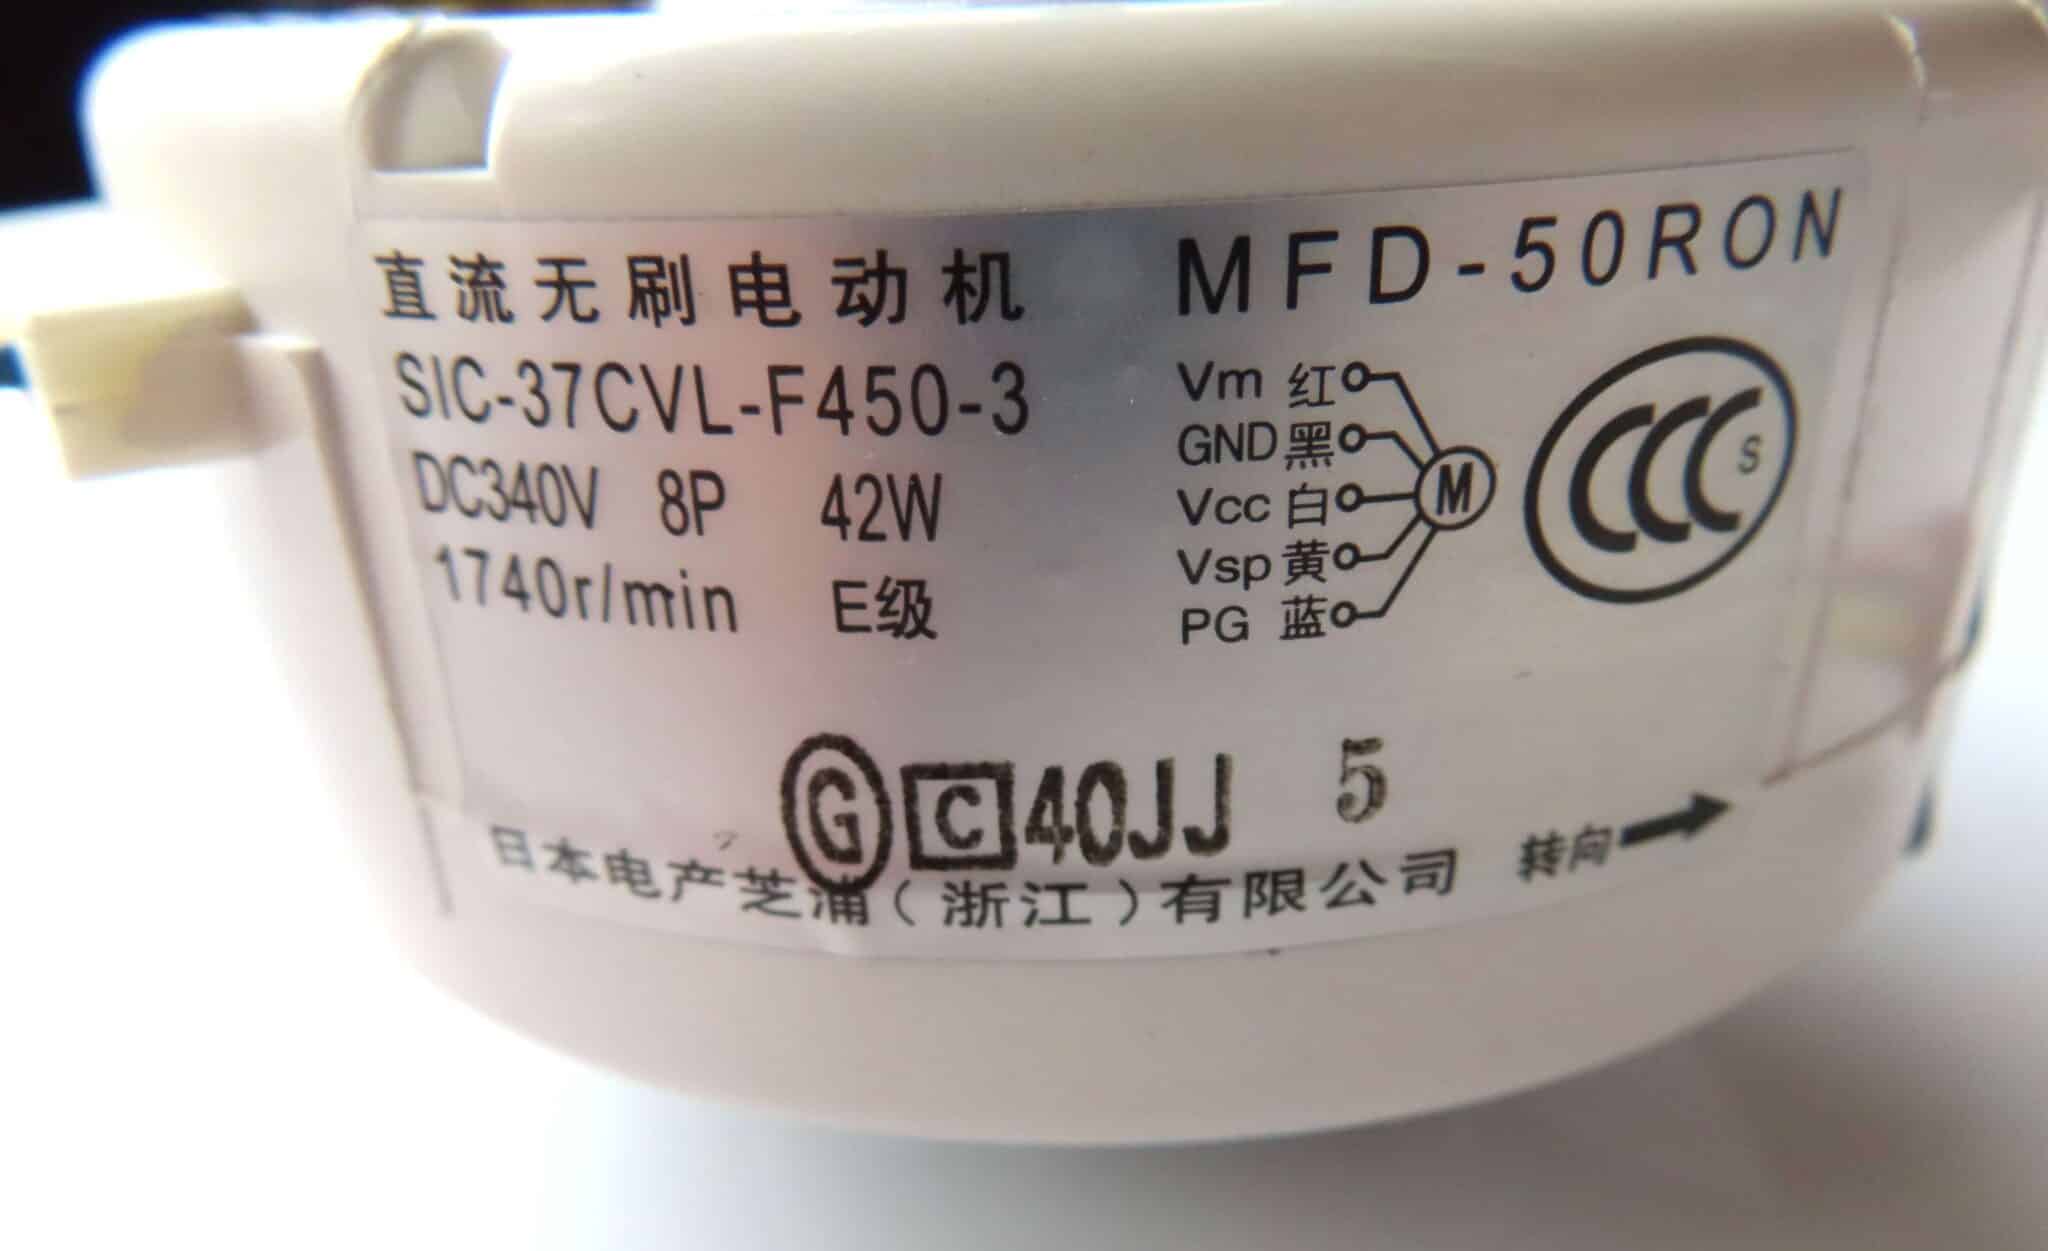 直流无刷电动机 MFD-50RON
SIC-37CVL-F450-3
DC340V 8P 42W
1740r/min E级
Vm 红
GND 黑
Vcc 白
Vsp 黄
PG 蓝
M
CCC S
G C 40JJ 5
日本电产芝浦(浙江)有限公司 转向